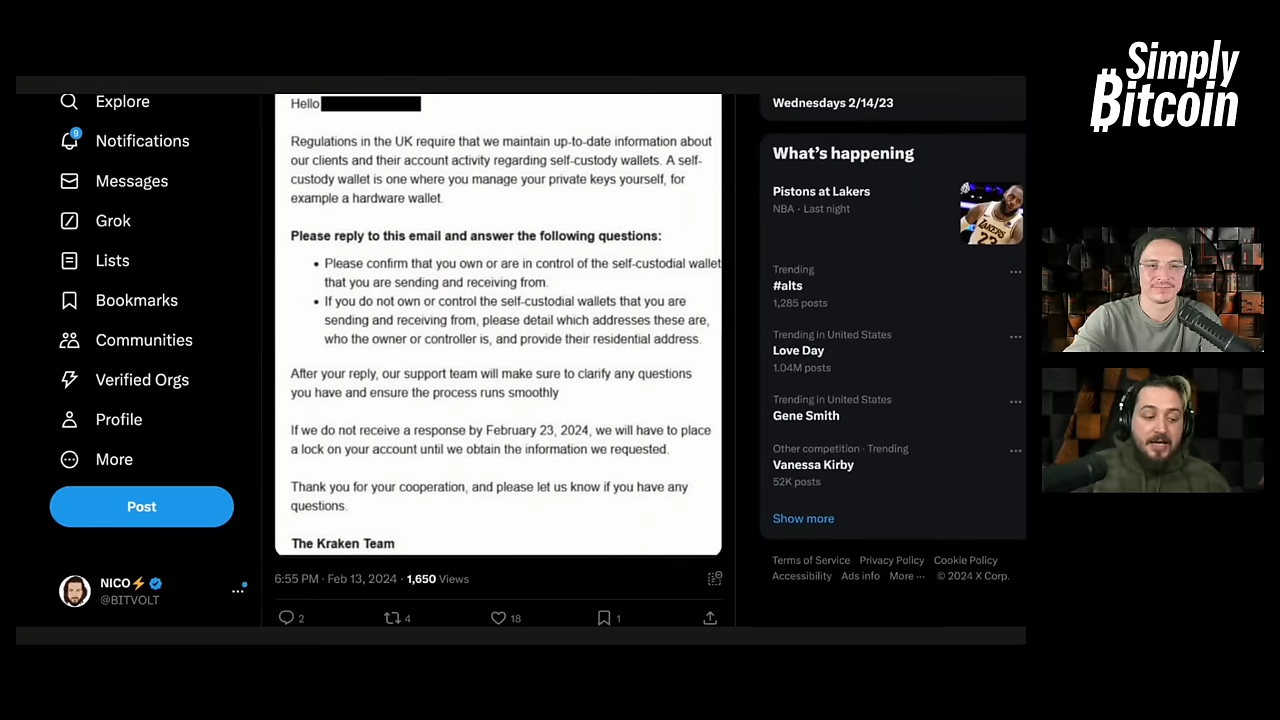 Simply
Bitcoin
Explore
9
Notifications
Messages
Grok
Lists
Bookmarks
Communities
Verified Orgs
Profile
More
Post
NICO⚡
@BITVOLT
Hello
Regulations in the UK require that we maintain up-to-date information about
our clients and their account activity regarding self-custody wallets. A self-
custody wallet is one where you manage your private keys yourself, for
example a hardware wallet.
Please reply to this email and answer the following questions:
• Please confirm that you own or are in control of the self-custodial wallet
that you are sending and receiving from.
• If you do not own or control the self-custodial wallets that you are
sending and receiving from, please detail which addresses these are,
who the owner or controller is, and provide their residential address.
After your reply, our support team will make sure to clarify any questions
you have and ensure the process runs smoothly
If we do not receive a response by February 23, 2024, we will have to place
a lock on your account until we obtain the information we requested.
Thank you for your cooperation, and please let us know if you have any
questions.
The Kraken Team
6:55 PM · Feb 13, 2024 · 1,650 Views
2 4 18 1
Wednesdays 2/14/23
What's happening
Pistons at Lakers
NBA · Last night
LAKERS
23
Trending
#alts
1,285 posts
Trending in United States
Love Day
1.04M posts
Trending in United States
Gene Smith
Other competition · Trending
Vanessa Kirby
52K posts
Show more
Terms of Service Privacy Policy Cookie Policy
Accessibility Ads info More ··· © 2024 X Corp.